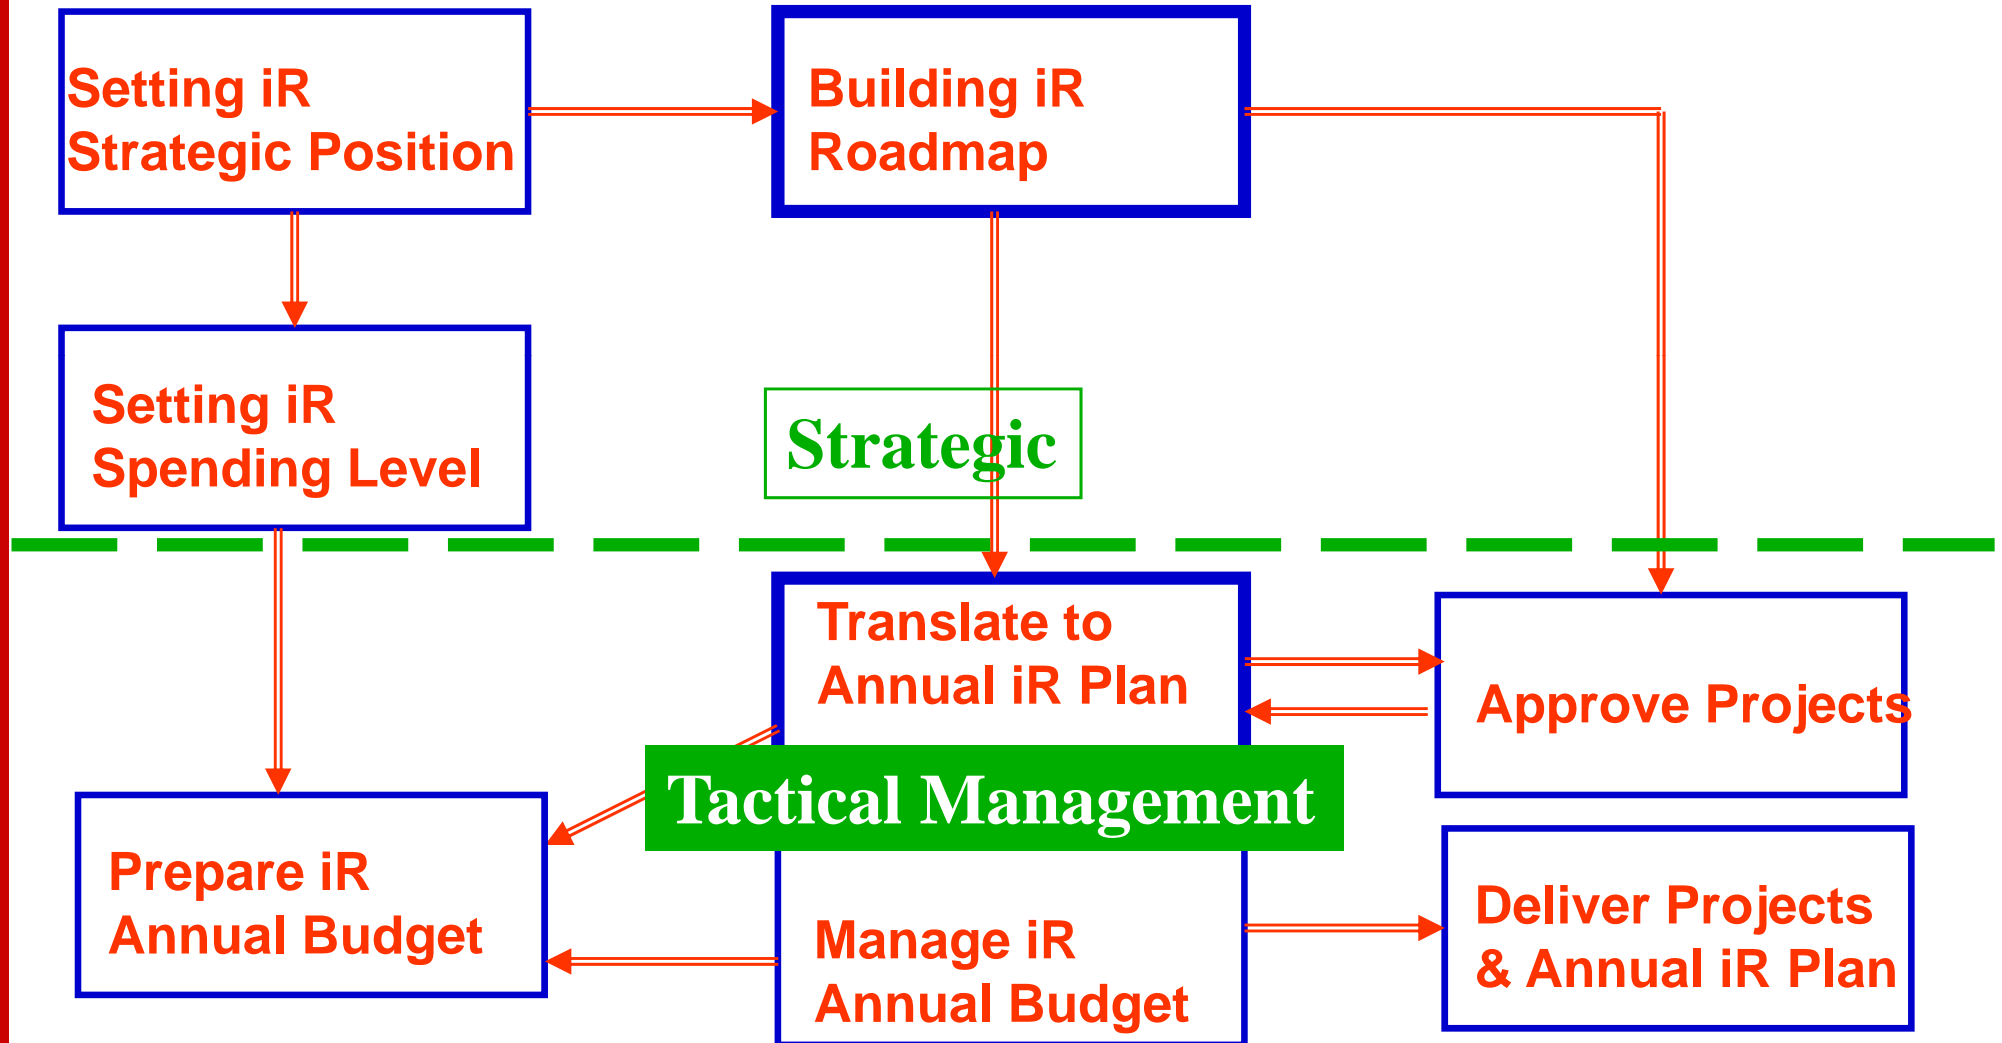 Setting iR
Strategic Position
Building iR
Roadmap
Setting iR
Spending Level
Strategic
Translate to
Annual iR Plan
Approve Projects
Tactical Management
Prepare iR
Annual Budget
Manage iR
Annual Budget
Deliver Projects
& Annual iR Plan